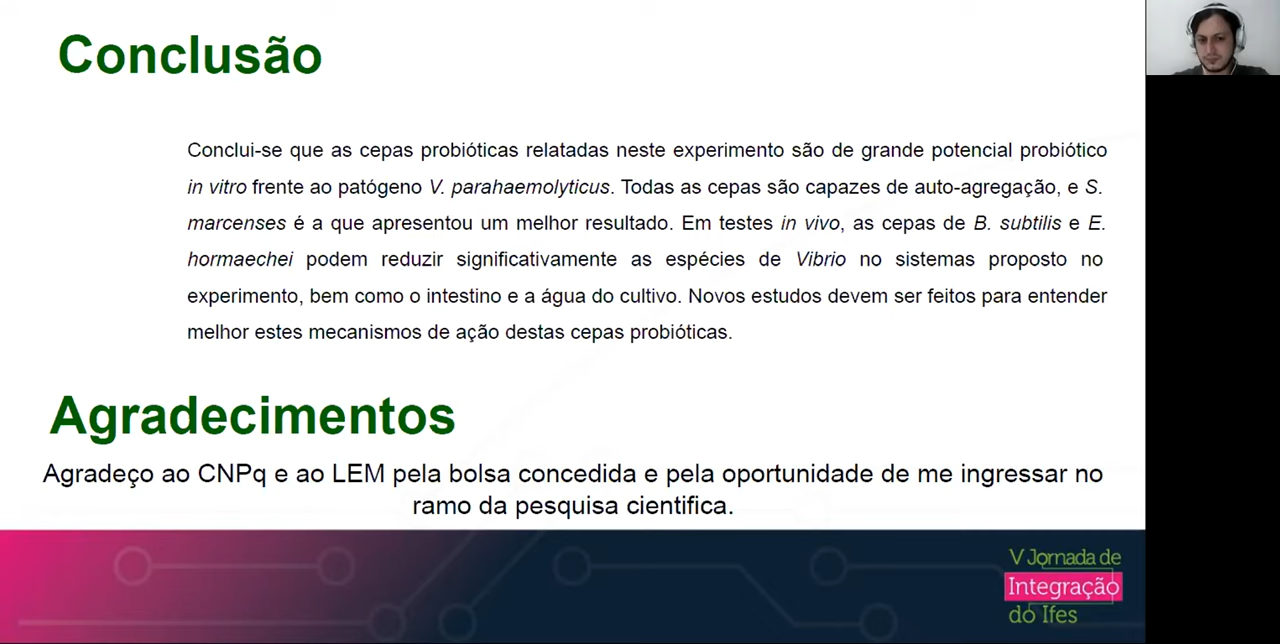 Conclusão
Conclui-se que as cepas probióticas relatadas neste experimento são de grande potencial probiótico
in vitro frente ao patógeno V. parahaemolyticus. Todas as cepas são capazes de auto-agregação, e S.
marcenses é a que apresentou um melhor resultado. Em testes in vivo, as cepas de B. subtilis e E.
hormaechei podem reduzir significativamente as espécies de Vibrio no sistemas proposto no
experimento, bem como o intestino e a água do cultivo. Novos estudos devem ser feitos para entender
melhor estes mecanismos de ação destas cepas probióticas.
Agradecimentos
Agradeço ao CNPq e ao LEM pela bolsa concedida e pela oportunidade de me ingressar no
ramo da pesquisa cientifica.
V Jornada de
Integração
do Ifes